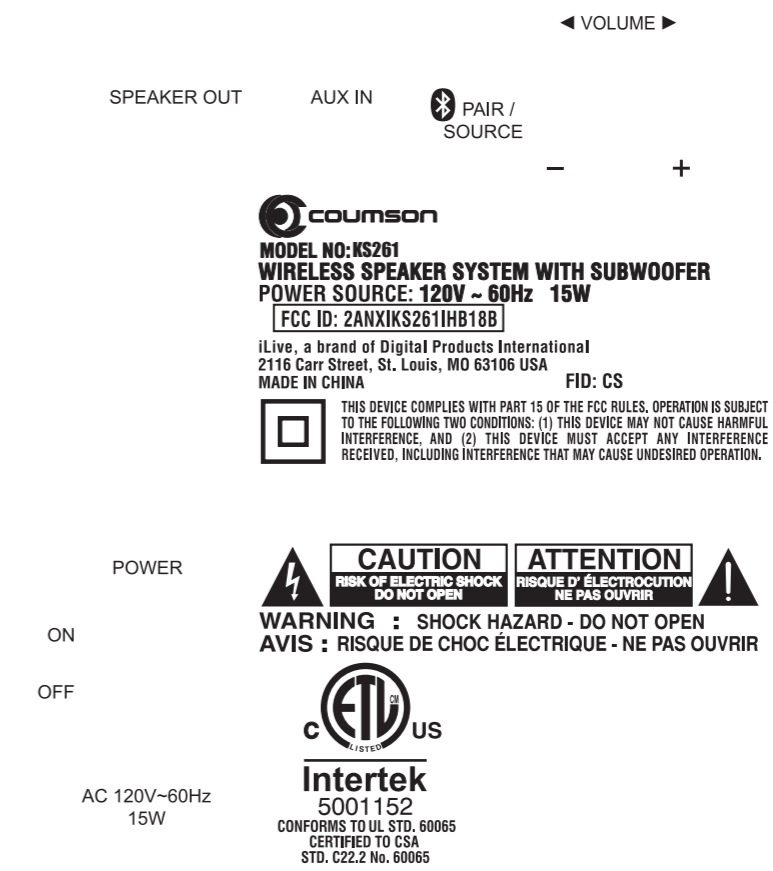 ◄ VOLUME ►
SPEAKER OUT
AUX IN
PAIR /
SOURCE
– +
coumson
MODEL NO:KS261
WIRELESS SPEAKER SYSTEM WITH SUBWOOFER
POWER SOURCE: 120V ~ 60Hz 15W
FCC ID: 2ANXIKS261IHB18B
iLive, a brand of Digital Products International
2116 Carr Street, St. Louis, MO 63106 USA
MADE IN CHINA FID: CS
THIS DEVICE COMPLIES WITH PART 15 OF THE FCC RULES, OPERATION IS SUBJECT
TO THE FOLLOWING TWO CONDITIONS: (1) THIS DEVICE MAY NOT CAUSE HARMFUL
INTERFERENCE, AND (2) THIS DEVICE MUST ACCEPT ANY INTERFERENCE
RECEIVED, INCLUDING INTERFERENCE THAT MAY CAUSE UNDESIRED OPERATION.
POWER
ON
OFF
AC 120V~60Hz
15W
CAUTION
RISK OF ELECTRIC SHOCK
DO NOT OPEN
ATTENTION
RISQUE D' ÉLECTROCUTION
NE PAS OUVRIR
WARNING : SHOCK HAZARD - DO NOT OPEN
AVIS : RISQUE DE CHOC ÉLECTRIQUE - NE PAS OUVRIR
C ETL CM US
LISTED
Intertek
5001152
CONFORMS TO UL STD. 60065
CERTIFIED TO CSA
STD. C22.2 No. 60065